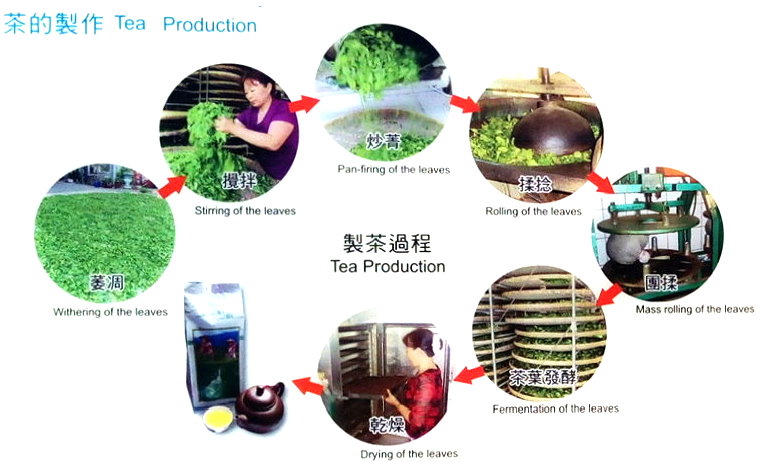 茶的製作 Tea Production
萎凋
Withering of the leaves
攪拌
Stirring of the leaves
炒菁
Pan-firing of the leaves
揉捻
Rolling of the leaves
團揉
Mass rolling of the leaves
茶葉發酵
Fermentation of the leaves
乾燥
Drying of the leaves
製茶過程
Tea Production